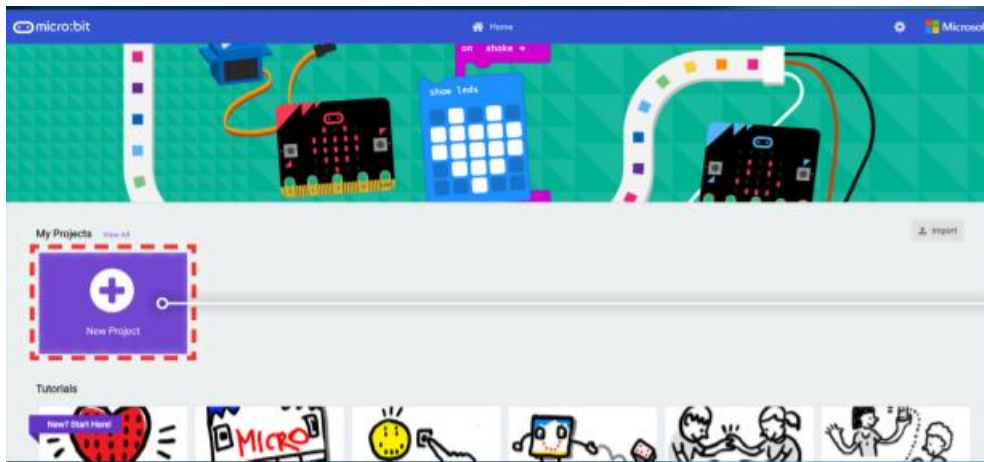 micro:bit
Home
Microsof
on shake
show leds
My Projects View All
Import
New Project
Tutorials
New? Start Here!
MICRO